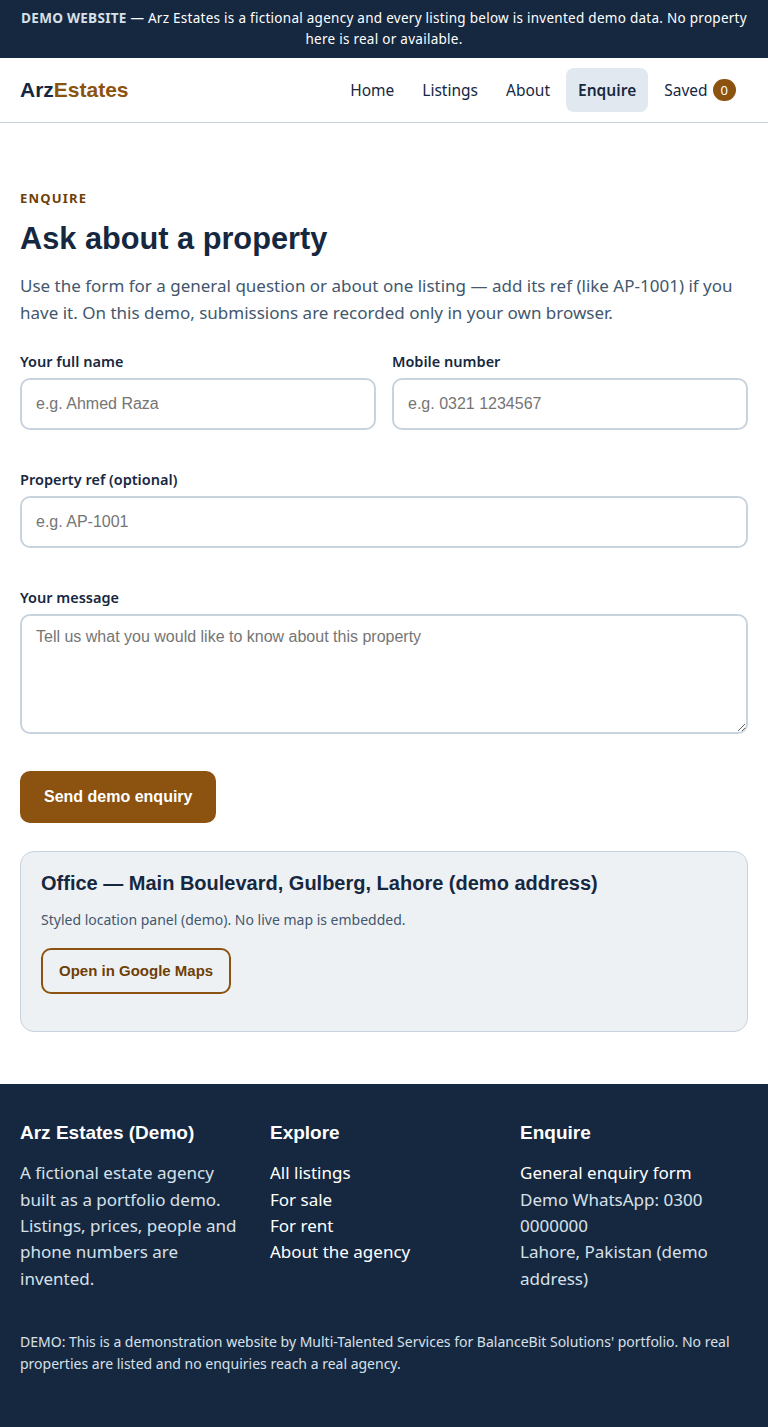 DEMO WEBSITE — Arz Estates is a fictional agency and every listing below is invented demo data. No property
here is real or available.
ArzEstates
Home
Listings
About
Enquire
Saved 0
ENQUIRE
Ask about a property
Use the form for a general question or about one listing — add its ref (like AP-1001) if you
have it. On this demo, submissions are recorded only in your own browser.
Your full name
e.g. Ahmed Raza
Mobile number
e.g. 0321 1234567
Property ref (optional)
e.g. AP-1001
Your message
Tell us what you would like to know about this property
Send demo enquiry
Office — Main Boulevard, Gulberg, Lahore (demo address)
Styled location panel (demo). No live map is embedded.
Open in Google Maps
Arz Estates (Demo)
A fictional estate agency
built as a portfolio demo.
Listings, prices, people and
phone numbers are
invented.
Explore
All listings
For sale
For rent
About the agency
Enquire
General enquiry form
Demo WhatsApp: 0300
0000000
Lahore, Pakistan (demo
address)
DEMO: This is a demonstration website by Multi-Talented Services for BalanceBit Solutions' portfolio. No real
properties are listed and no enquiries reach a real agency.